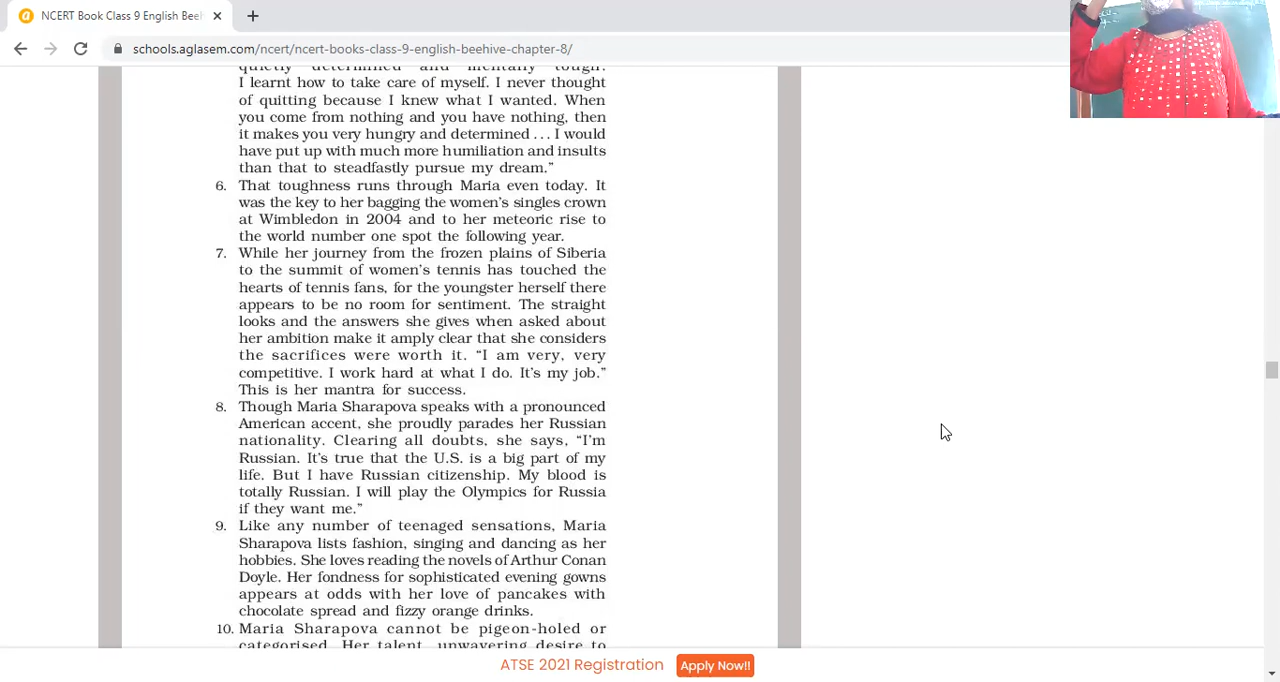 NCERT Book Class 9 English Bee
schools.aglasem.com/ncert/ncert-books-class-9-english-beehive-chapter-8/
quietly determined and mentally tough.
I learnt how to take care of myself. I never thought
of quitting because I knew what I wanted. When
you come from nothing and you have nothing, then
it makes you very hungry and determined . . . I would
have put up with much more humiliation and insults
than that to steadfastly pursue my dream.”
6. That toughness runs through Maria even today. It
was the key to her bagging the women’s singles crown
at Wimbledon in 2004 and to her meteoric rise to
the world number one spot the following year.
7. While her journey from the frozen plains of Siberia
to the summit of women’s tennis has touched the
hearts of tennis fans, for the youngster herself there
appears to be no room for sentiment. The straight
looks and the answers she gives when asked about
her ambition make it amply clear that she considers
the sacrifices were worth it. “I am very, very
competitive. I work hard at what I do. It’s my job.”
This is her mantra for success.
8. Though Maria Sharapova speaks with a pronounced
American accent, she proudly parades her Russian
nationality. Clearing all doubts, she says, “I’m
Russian. It’s true that the U.S. is a big part of my
life. But I have Russian citizenship. My blood is
totally Russian. I will play the Olympics for Russia
if they want me.”
9. Like any number of teenaged sensations, Maria
Sharapova lists fashion, singing and dancing as her
hobbies. She loves reading the novels of Arthur Conan
Doyle. Her fondness for sophisticated evening gowns
appears at odds with her love of pancakes with
chocolate spread and fizzy orange drinks.
10. Maria Sharapova cannot be pigeon-holed or
categorised. Her talent, unwavering desire to
ATSE 2021 Registration Apply Now!!